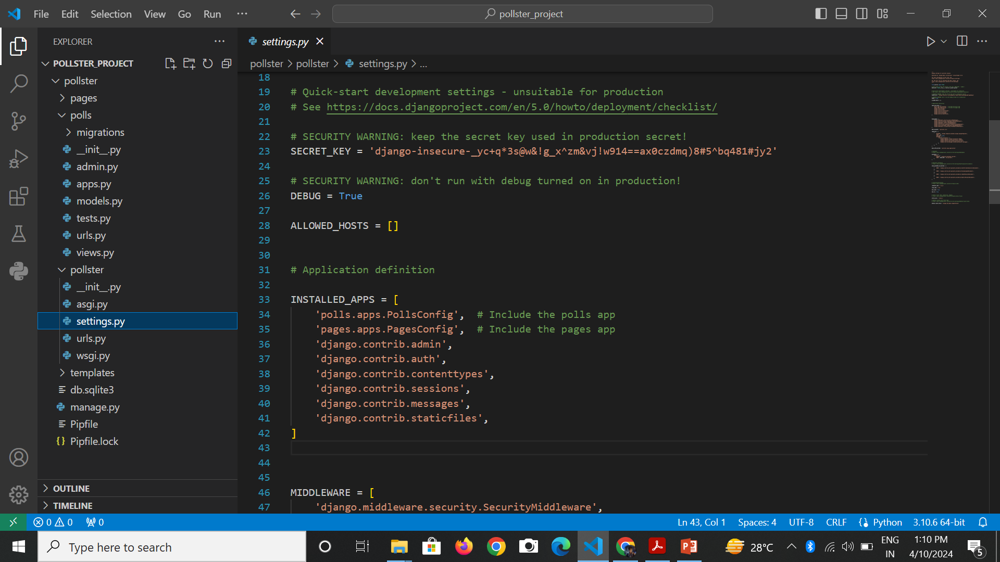 File Edit Selection View Go Run ···
pollster_project
EXPLORER
POLLSTER_PROJECT
pollster
pages
polls
migrations
__init__.py
admin.py
apps.py
models.py
tests.py
urls.py
views.py
pollster
__init__.py
asgi.py
settings.py
urls.py
wsgi.py
templates
db.sqlite3
manage.py
Pipfile
Pipfile.lock
OUTLINE
TIMELINE
settings.py
pollster > pollster > settings.py > ...
18
19 # Quick-start development settings - unsuitable for production
20 # See https://docs.djangoproject.com/en/5.0/howto/deployment/checklist/
21
22 # SECURITY WARNING: keep the secret key used in production secret!
23 SECRET_KEY = 'django-insecure-_yc+q*3s@w&!g_x^zm&vj!w914==ax0czdmq)8#5^bq481#jy2'
24
25 # SECURITY WARNING: don't run with debug turned on in production!
26 DEBUG = True
27
28 ALLOWED_HOSTS = []
29
30
31 # Application definition
32
33 INSTALLED_APPS = [
34 'polls.apps.PollsConfig', # Include the polls app
35 'pages.apps.PagesConfig', # Include the pages app
36 'django.contrib.admin',
37 'django.contrib.auth',
38 'django.contrib.contenttypes',
39 'django.contrib.sessions',
40 'django.contrib.messages',
41 'django.contrib.staticfiles',
42 ]
43
44
45
46 MIDDLEWARE = [
47 'django.middleware.security.SecurityMiddleware',
0 0 0
Ln 43, Col 1 Spaces: 4 UTF-8 CRLF Python 3.10.6 64-bit
Type here to search
28°C
ENG
IN
1:10 PM
4/10/2024
5